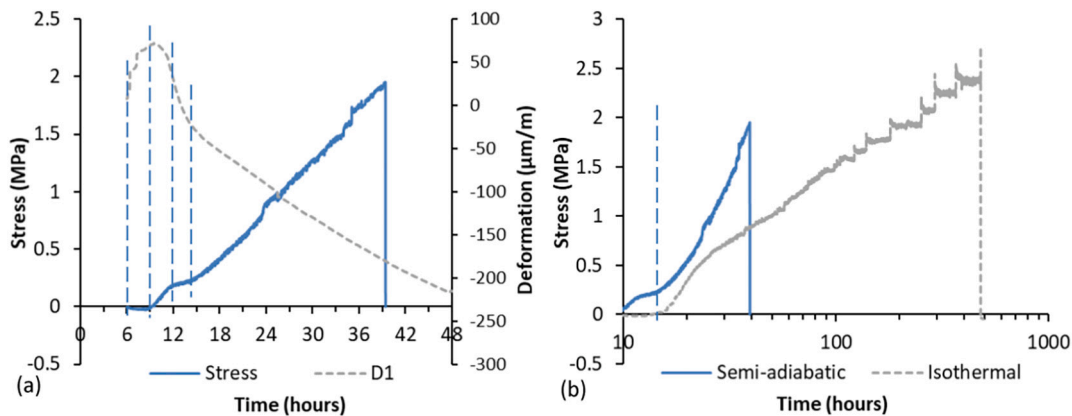 2.5
2
1.5
1
0.5
0
-0.5
Stress (MPa)
0 6 12 18 24 30 36 42 48
100
50
0
-50
-100
-150
-200
-250
-300
Deformation (µm/m)
(a)
Stress D1
Time (hours)
3
2.5
2
1.5
1
0.5
0
-0.5
Stress (MPa)
10 100 1000
(b)
Semi-adiabatic Isothermal
Time (hours)